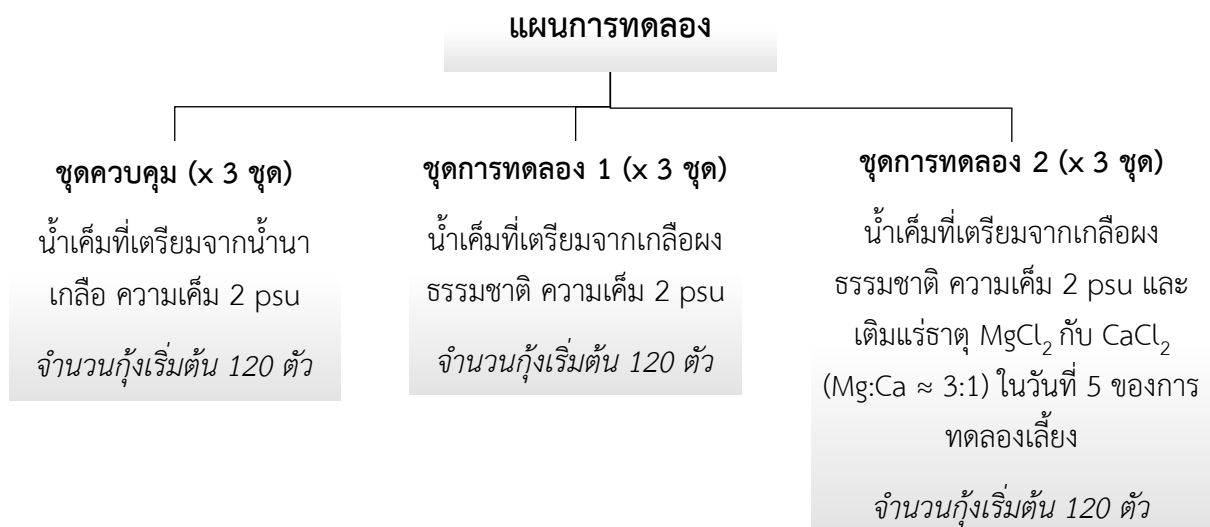 แผนการทดลอง
ชุดควบคุม (x 3 ชุด)
น้ำเค็มที่เตรียมจากน้ำนา
เกลือ ความเค็ม 2 psu
จำนวนกุ้งเริ่มต้น 120 ตัว
ชุดการทดลอง 1 (x 3 ชุด)
น้ำเค็มที่เตรียมจากเกลือผง
ธรรมชาติ ความเค็ม 2 psu
จำนวนกุ้งเริ่มต้น 120 ตัว
ชุดการทดลอง 2 (x 3 ชุด)
น้ำเค็มที่เตรียมจากเกลือผง
ธรรมชาติ ความเค็ม 2 psu และ
เติมแร่ธาตุ MgCl₂ กับ CaCl₂
(Mg:Ca ≈ 3:1) ในวันที่ 5 ของการ
ทดลองเลี้ยง
จำนวนกุ้งเริ่มต้น 120 ตัว